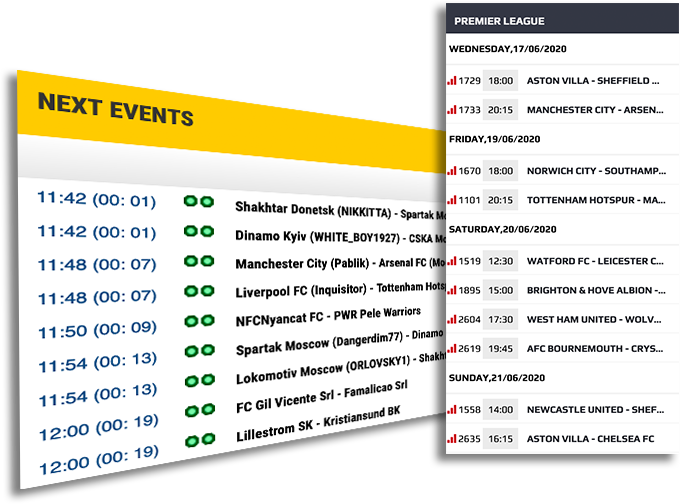 NEXT EVENTS
11:42 (00: 01) Shakhtar Donetsk (NIKKITTA) - Spartak Mo
11:42 (00: 01) Dinamo Kyiv (WHITE_BOY1927) - CSKA Mo
11:48 (00: 07) Manchester City (Pablik) - Arsenal FC (Mo
11:48 (00: 07) Liverpool FC (Inquisitor) - Tottenham Hotsp
11:50 (00: 09) NFCNyancat FC - PWR Pele Warriors
11:54 (00: 13) Spartak Moscow (Dangerdim77) - Dinamo
11:54 (00: 13) Lokomotiv Moscow (ORLOVSKY1) - Shakht
12:00 (00: 19) FC Gil Vicente Srl - Famalicao Srl
12:00 (00: 19) Lillestrom SK - Kristiansund BK
PREMIER LEAGUE
WEDNESDAY,17/06/2020
1729 18:00 ASTON VILLA - SHEFFIELD ...
1733 20:15 MANCHESTER CITY - ARSEN...
FRIDAY,19/06/2020
1670 18:00 NORWICH CITY - SOUTHAMP...
1101 20:15 TOTTENHAM HOTSPUR - MA...
SATURDAY,20/06/2020
1519 12:30 WATFORD FC - LEICESTER C...
1895 15:00 BRIGHTON & HOVE ALBION -...
2604 17:30 WEST HAM UNITED - WOLV...
2619 19:45 AFC BOURNEMOUTH - CRYS...
SUNDAY,21/06/2020
1558 14:00 NEWCASTLE UNITED - SHEF...
2635 16:15 ASTON VILLA - CHELSEA FC